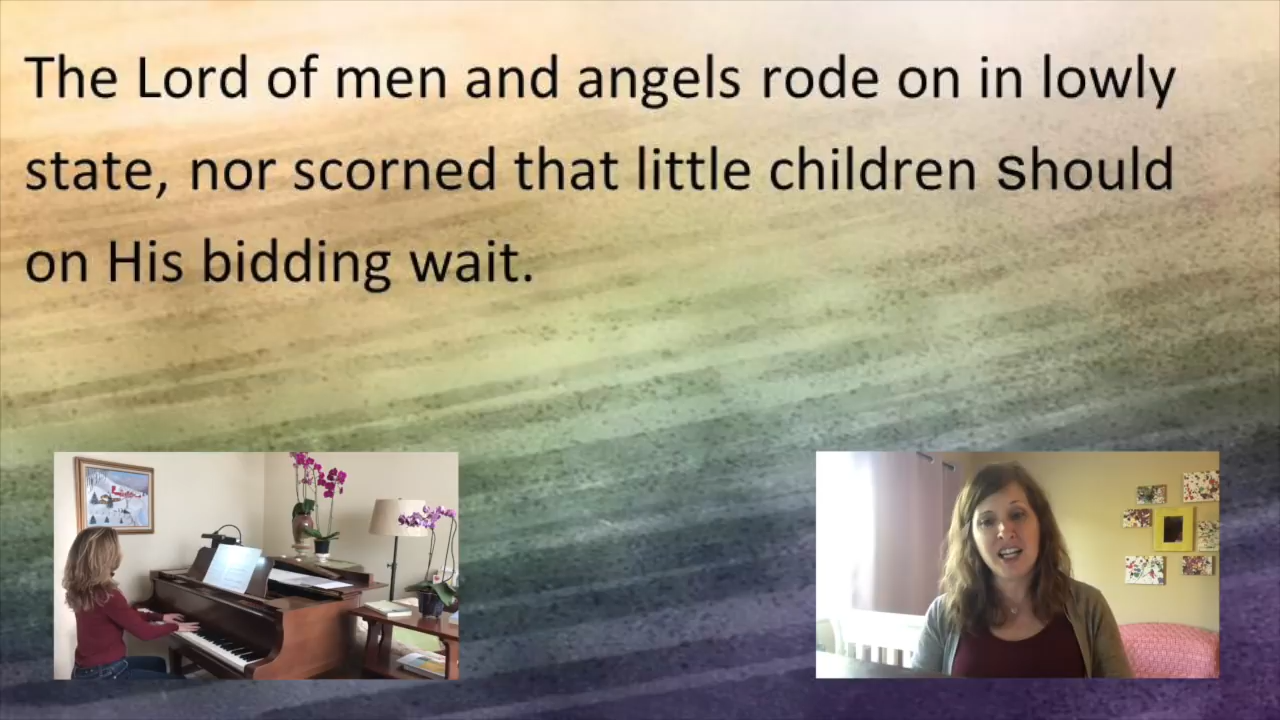 The Lord of men and angels rode on in lowly
state, nor scorned that little children should
on His bidding wait.